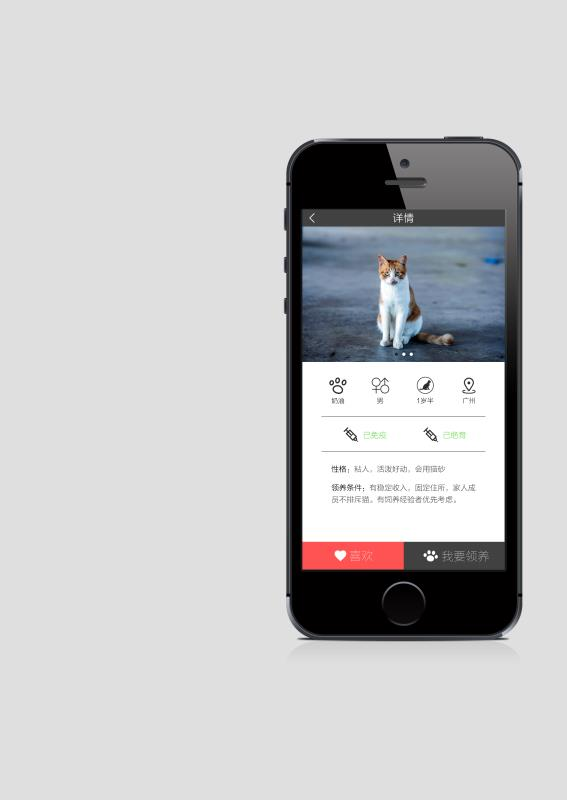 详情
奶油 男 1岁半 广州
已免疫 已绝育
性格：粘人，活泼好动，会用猫砂
领养条件：有稳定收入，固定住所，家人成
员不排斥猫。有饲养经验者优先考虑。
喜欢 我要领养